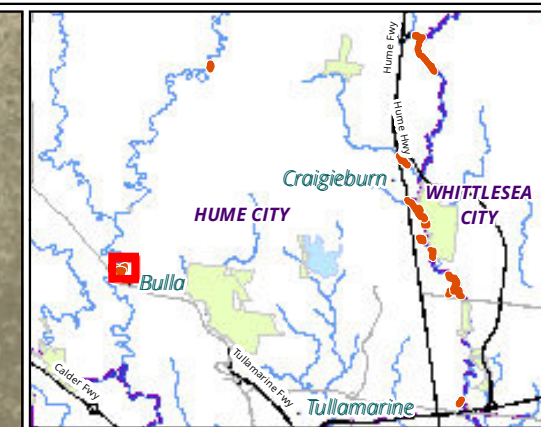 Hume Fwy
Hume Hwy
Craigieburn
WHITTLESEA
CITY
HUME CITY
Bulla
Calder Fwy
Tullamarine Fwy
Tullamarine